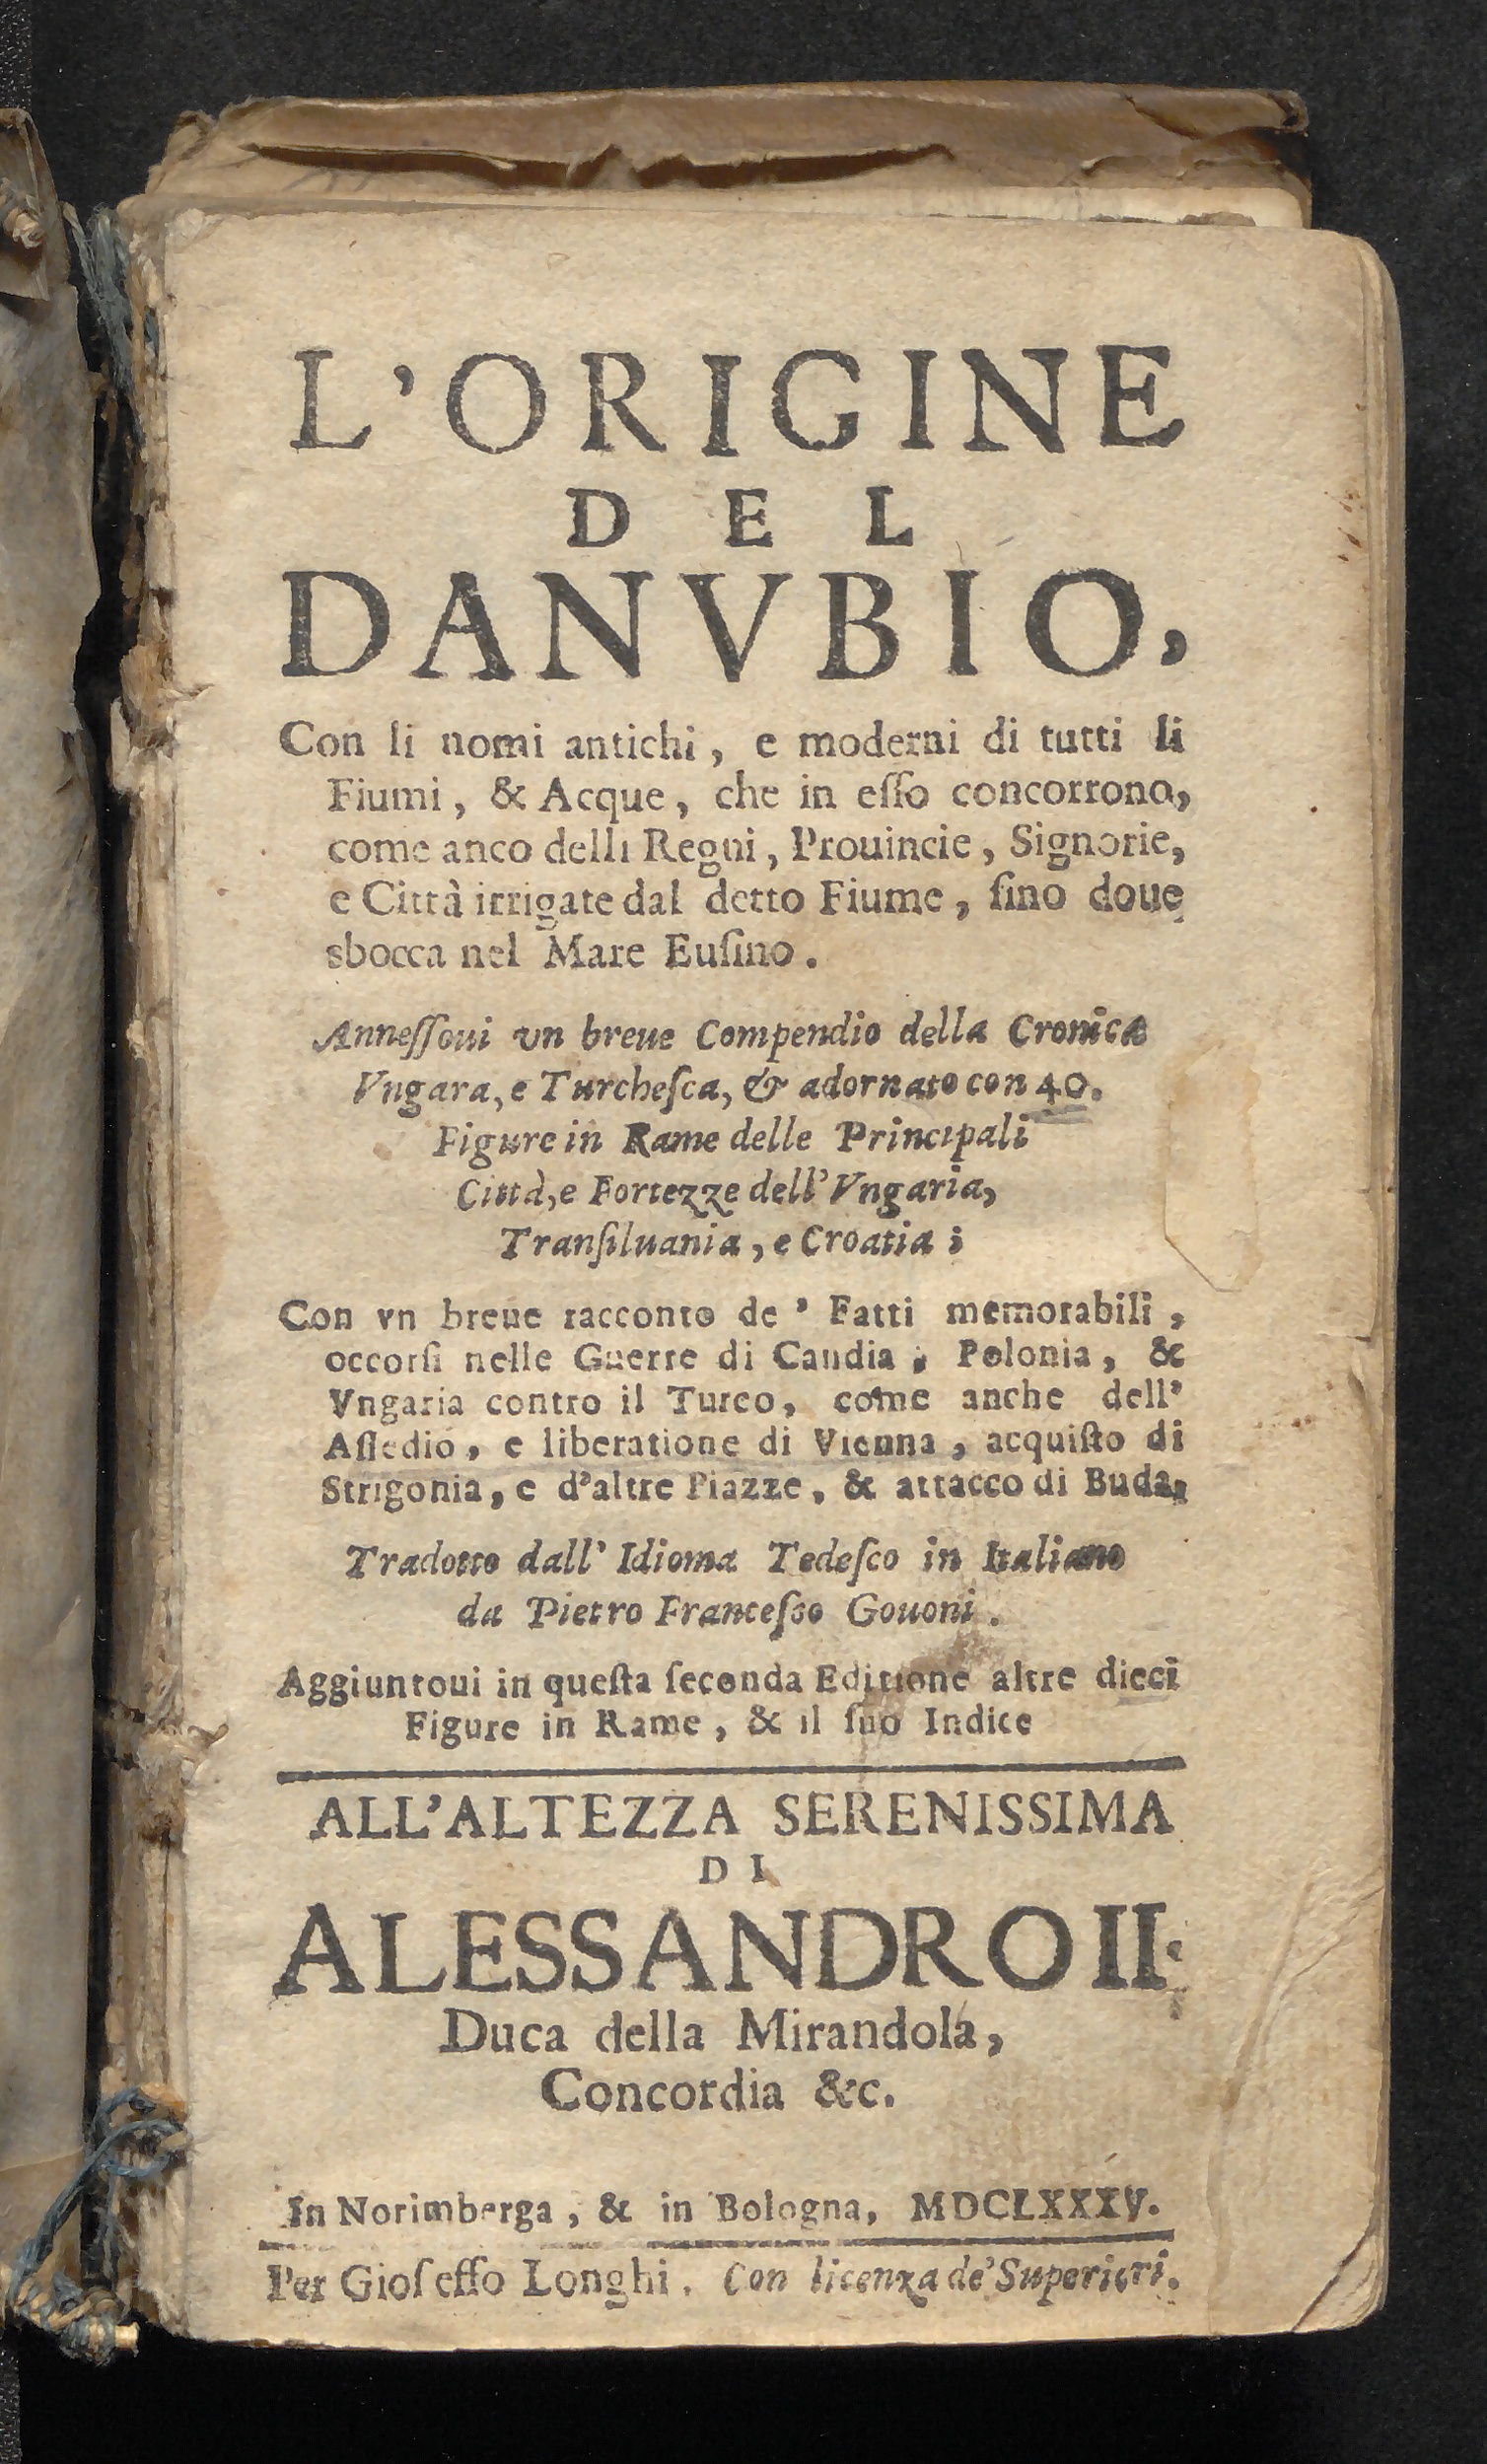 L'ORIGINE
DEL
DANVBIO,
Con li nomi antichi, e moderni di tutti li
Fiumi, & Acque, che in eſſo concorrono,
come anco delli Regni, Prouincie, Signorie,
e Città irrigate dal detto Fiume, ſino doue
sbocca nel Mare Euſino.
Anneſſoui vn breue Compendio della Cronica
Vngara, e Turcheſca, & adornato con 40.
Figure in Rame delle Principali
Città, e Fortezze dell'Vngaria,
Tranſiluania, e Croatia;
Con vn breue racconto de' Fatti memorabili,
occorſi nelle Guerre di Candia, Polonia, &
Vngaria contro il Turco, come anche dell'
Aſſedio, e liberatione di Vienna, acquiſto di
Strigonia, e d'altre Piazze, & attacco di Buda,
Tradotto dall' Idioma Tedeſco in Italiano
da Pietro Franceſco Gouoni.
Aggiuntoui in queſta ſeconda Editione altre dieci
Figure in Rame, & il ſuo Indice
ALL'ALTEZZA SERENISSIMA
DI
ALESSANDRO II.
Duca della Mirandola,
Concordia &c.
In Norimberga, & in Bologna, MDCLXXXV.
Per Gioſeffo Longhi. Con licenza de' Superiori.